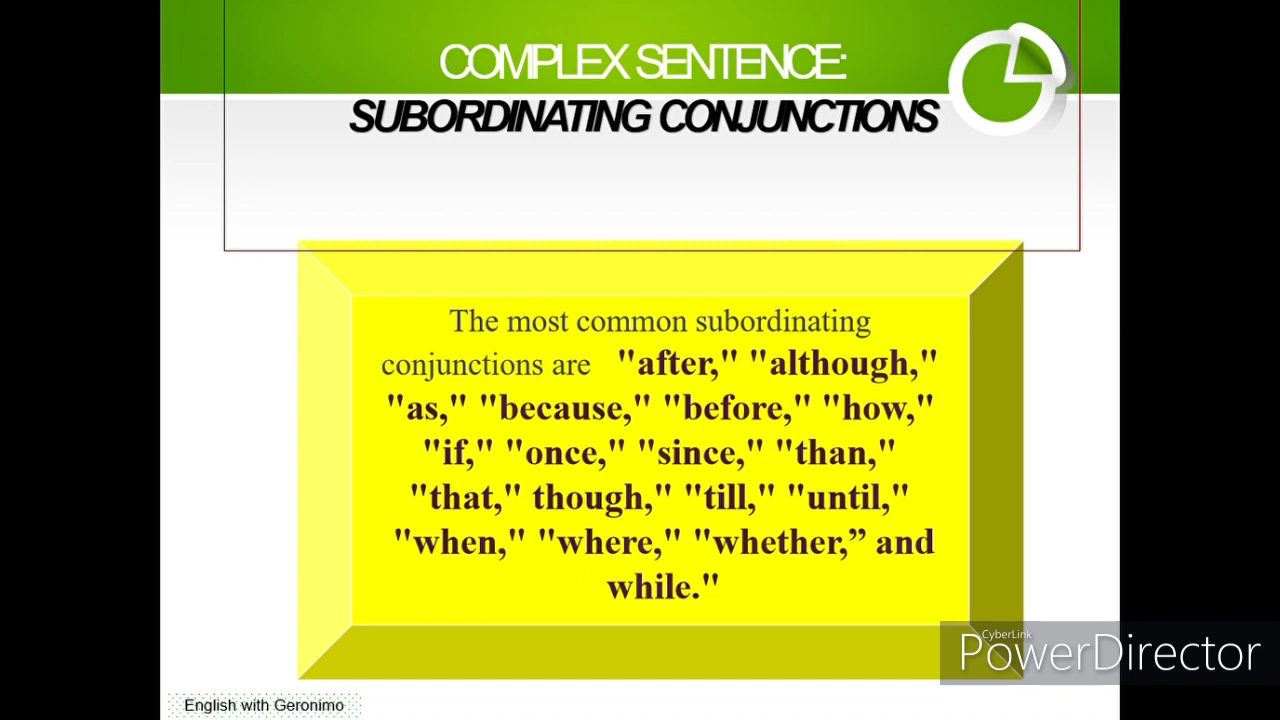 COMPLEX SENTENCE:
SUBORDINATING CONJUNCTIONS
The most common subordinating
conjunctions are "after," "although,"
"as," "because," "before," "how,"
"if," "once," "since," "than,"
"that," though," "till," "until,"
"when," "where," "whether,” and
while."
CyberLink
PowerDirector
English with Geronimo